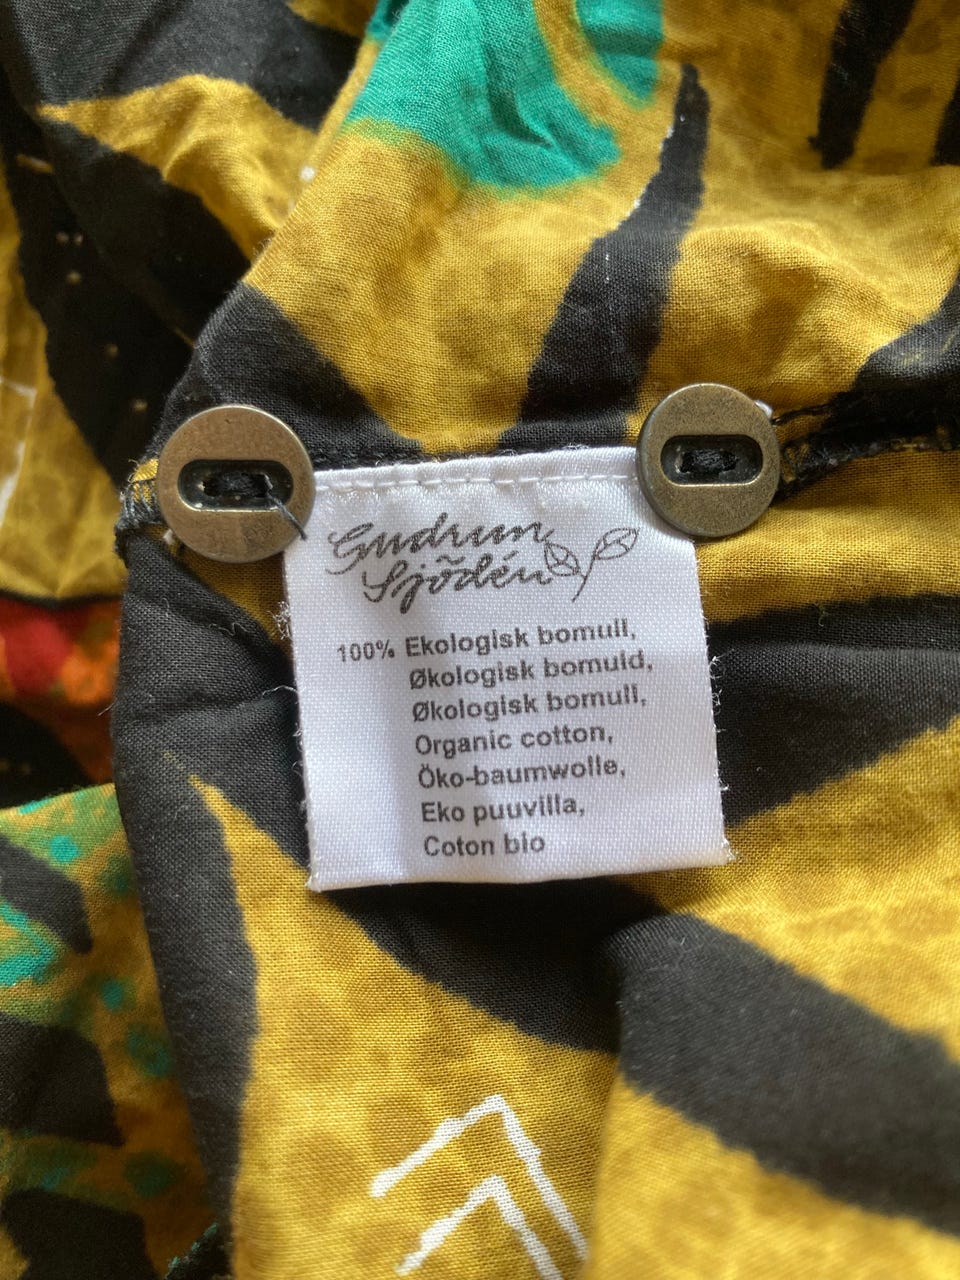 Gudrun
Sjödén
100% Ekologisk bomull,
Økologisk bomuld,
Økologisk bomull,
Organic cotton,
Öko-baumwolle,
Eko puuvilla,
Coton bio